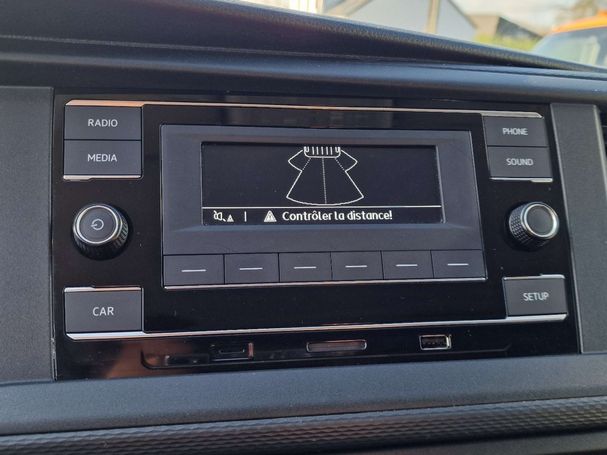 RADIO
MEDIA
PHONE
SOUND
Contrôler la distance!
CAR
SETUP